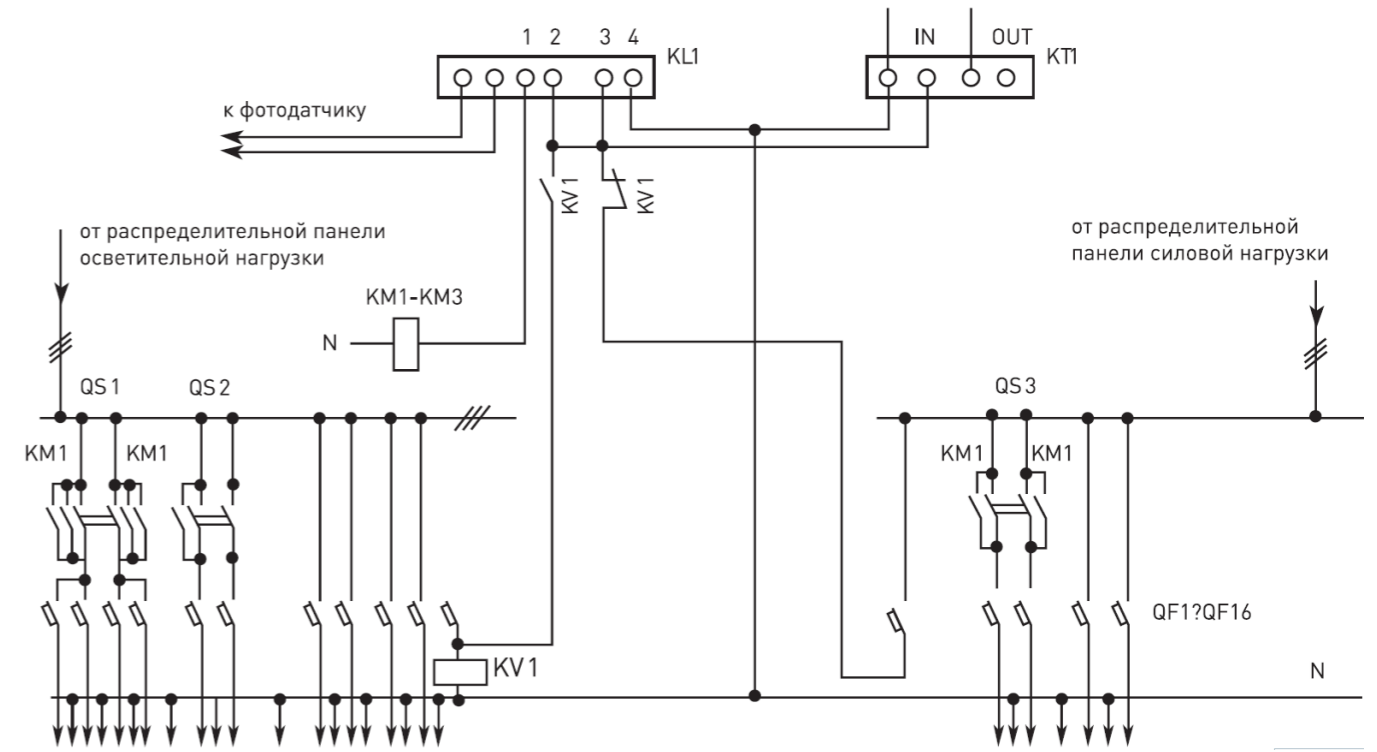 1 2 3 4
KL1
IN OUT
KT1
к фотодатчику
KV1
KV1
от распределительной панели
осветительной нагрузки
от распределительной
панели силовой нагрузки
KM1-KM3
N
QS1
QS2
QS3
KM1
KM1
KM1
KM1
QF1?QF16
KV1
N